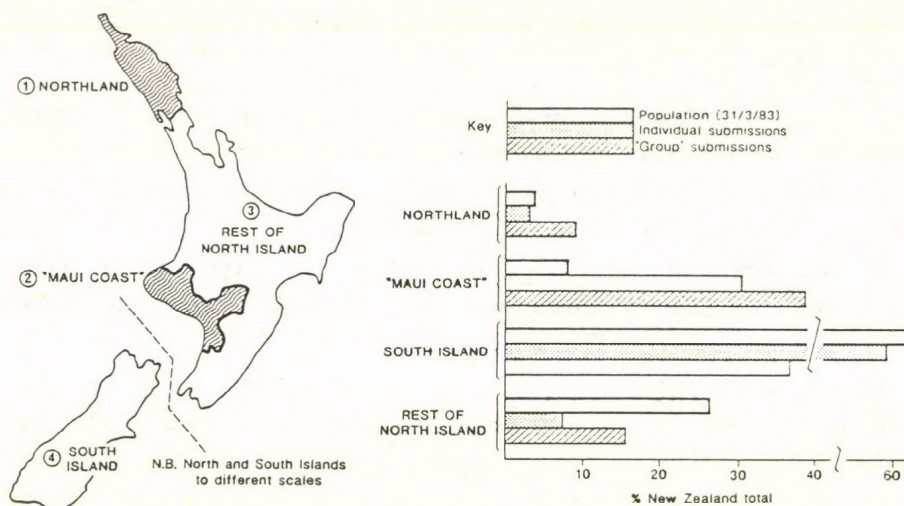 ① NORTHLAND
③
REST OF
NORTH ISLAND
② "MAUI COAST"
④ SOUTH
ISLAND
N.B. North and South Islands
to different scales
Key
Population (31/3/83)
Individual submissions
"Group" submissions
NORTHLAND
"MAUI COAST"
SOUTH ISLAND
REST OF
NORTH ISLAND
10
20
30
40
60
% New Zealand total